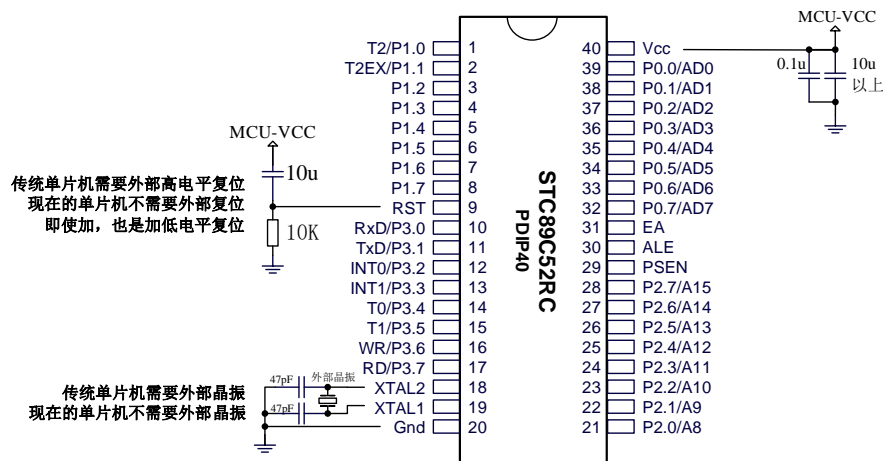 MCU-VCC
T2/P1.0 1 40 Vcc
T2EX/P1.1 2 39 P0.0/AD0
0.1u 10u
以上
P1.2 3 38 P0.1/AD1
P1.3 4 37 P0.2/AD2
MCU-VCC
P1.4 5 36 P0.3/AD3
P1.5 6 35 P0.4/AD4
P1.6 7 34 P0.5/AD5
10u
传统单片机需要外部高电平复位
现在的单片机不需要外部复位
即使加，也是加低电平复位
10K
P1.7 8 33 P0.6/AD6
RST 9 32 P0.7/AD7
RxD/P3.0 10 31 EA
TxD/P3.1 11 30 ALE
INT0/P3.2 12 29 PSEN
INT1/P3.3 13 28 P2.7/A15
T0/P3.4 14 27 P2.6/A14
T1/P3.5 15 26 P2.5/A13
WR/P3.6 16 25 P2.4/A12
RD/P3.7 17 24 P2.3/A11
STC89C52RC
PDIP40
47pF 外部晶振
传统单片机需要外部晶振
现在的单片机不需要外部晶振
47pF
XTAL2 18 23 P2.2/A10
XTAL1 19 22 P2.1/A9
Gnd 20 21 P2.0/A8